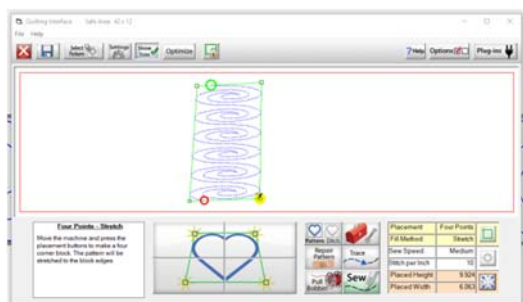 Quilting Interface Safe Area: 42 x 12
File Help
Select Pattern Settings Show Trims Optimize Help Options Plug-ins
Four Points - Stretch
Move the machine and press the
placement buttons to make a four
corner block. The pattern will be
stretched to the block edges
Pattern Stitch
Repair Pattern
Trace
Pull Bobbin
Sew
Placement Four Points
Fill Method Stretch
Sew Speed Medium
Stitch per Inch 10
Placed Height 9.924
Placed Width 6.063